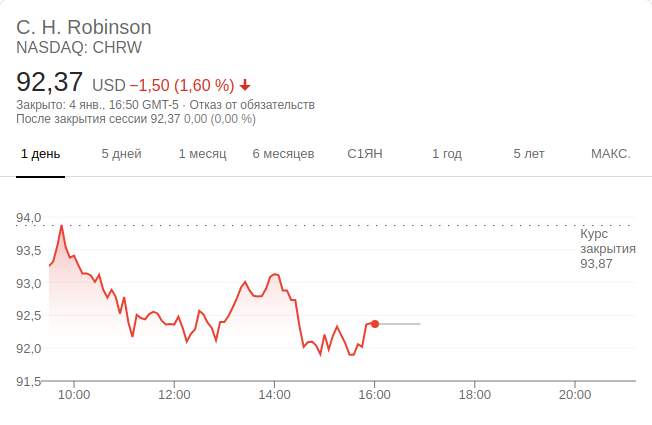 C. H. Robinson
NASDAQ: CHRW
92,37 USD −1,50 (1,60 %)
Закрыто: 4 янв., 16:50 GMT-5 · Отказ от обязательств
После закрытия сессии 92,37 0,00 (0,00 %)
1 день 5 дней 1 месяц 6 месяцев С1ЯН 1 год 5 лет МАКС.
94,0
Курс
закрытия
93,87
93,5
93,0
92,5
92,0
91,5
10:00 12:00 14:00 16:00 18:00 20:00